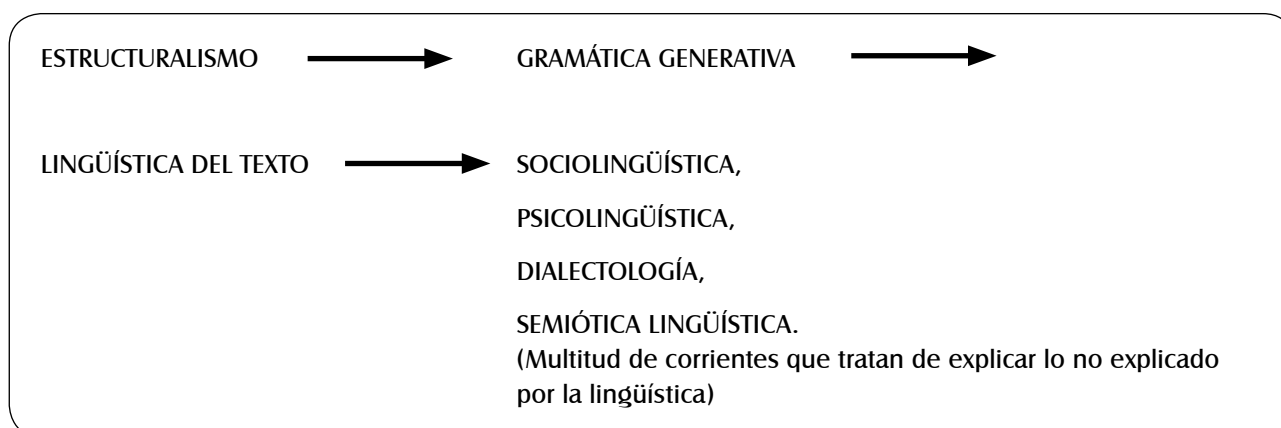 ESTRUCTURALISMO GRAMÁTICA GENERATIVA
LINGÜÍSTICA DEL TEXTO SOCIOLINGÜÍSTICA,
PSICOLINGÜÍSTICA,
DIALECTOLOGÍA,
SEMIÓTICA LINGÜÍSTICA.
(Multitud de corrientes que tratan de explicar lo no explicado
por la lingüística)